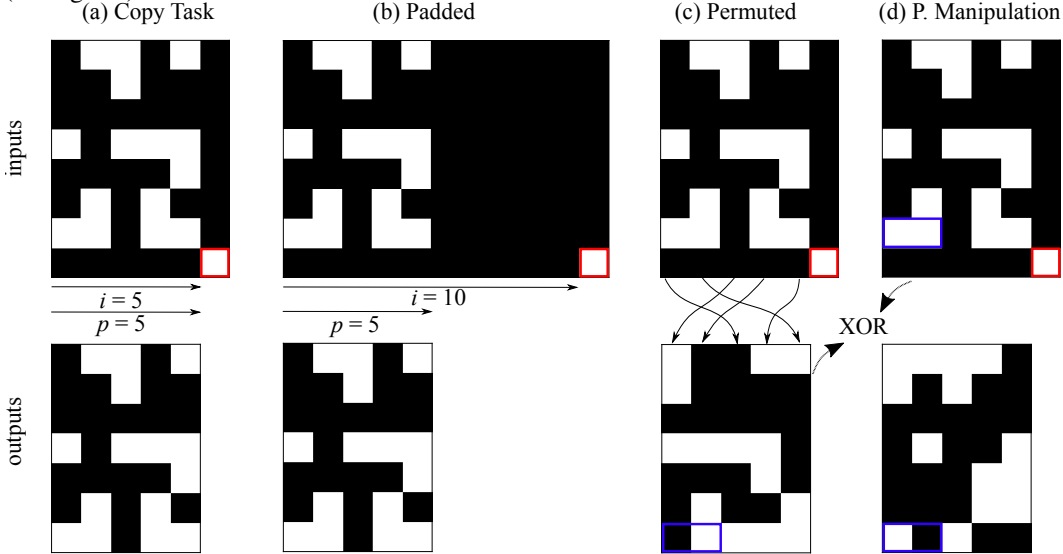 (a) Copy Task
(b) Padded
(c) Permuted
(d) P. Manipulation
inputs
i = 5
p = 5
i = 10
p = 5
XOR
outputs